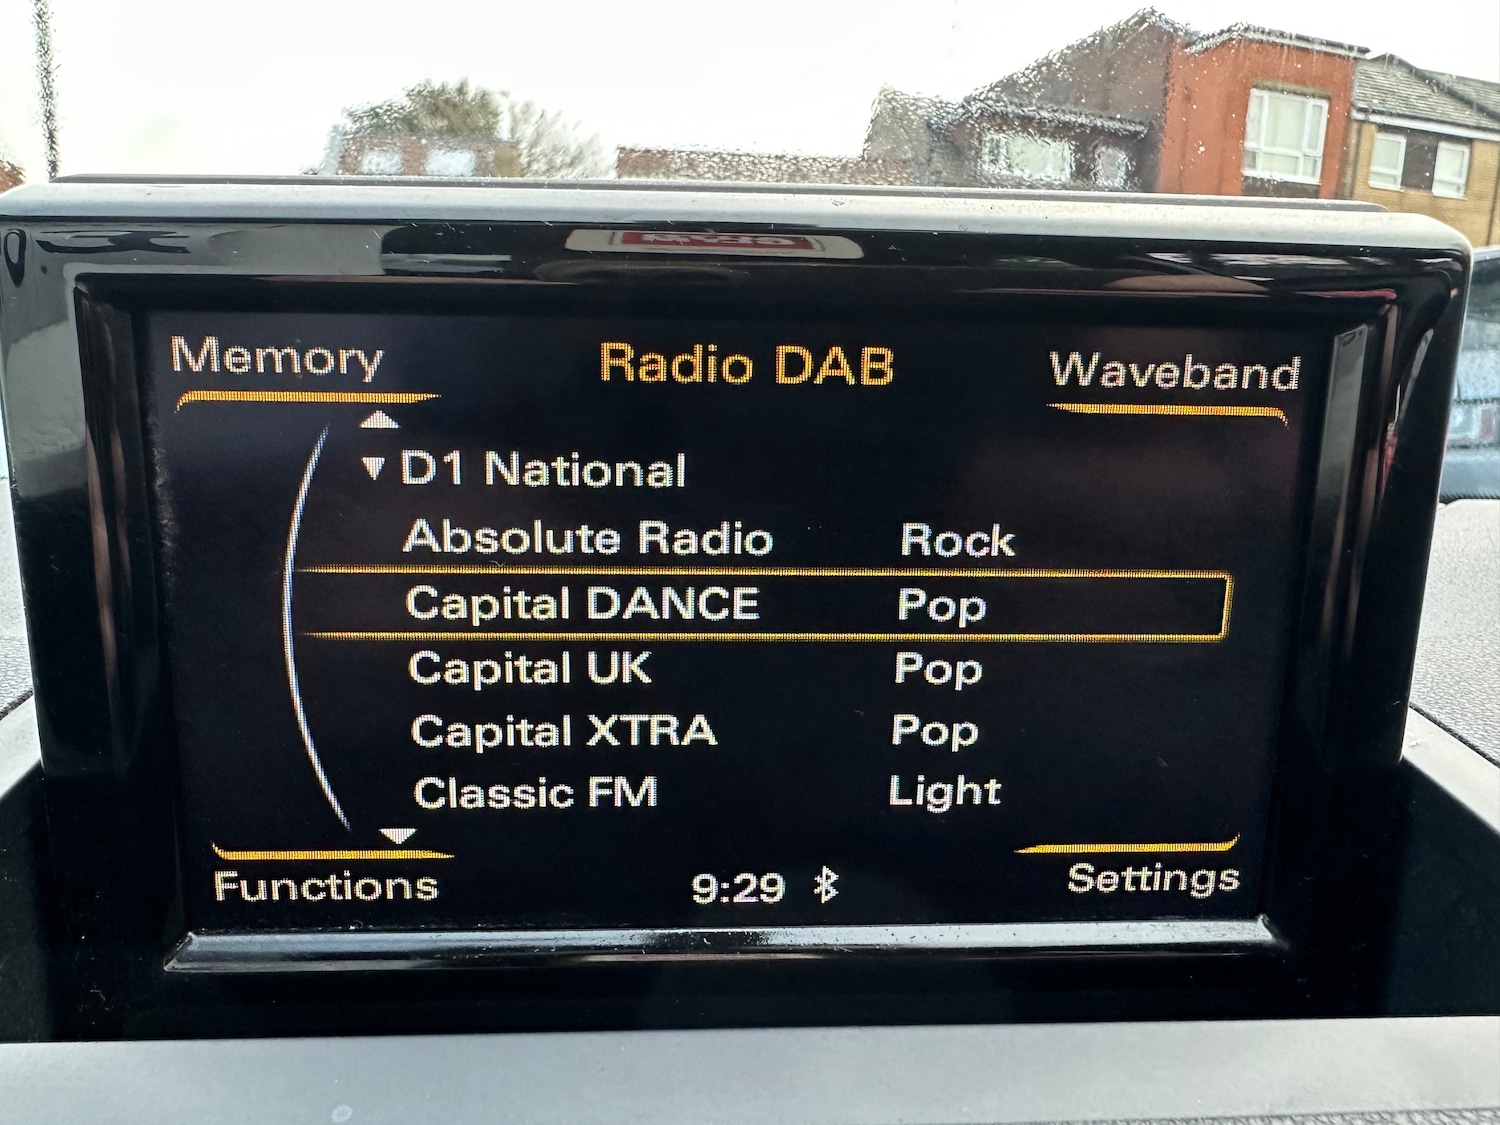 Memory Radio DAB Waveband
D1 National
Absolute Radio Rock
Capital DANCE Pop
Capital UK Pop
Capital XTRA Pop
Classic FM Light
Functions 9:29 Settings